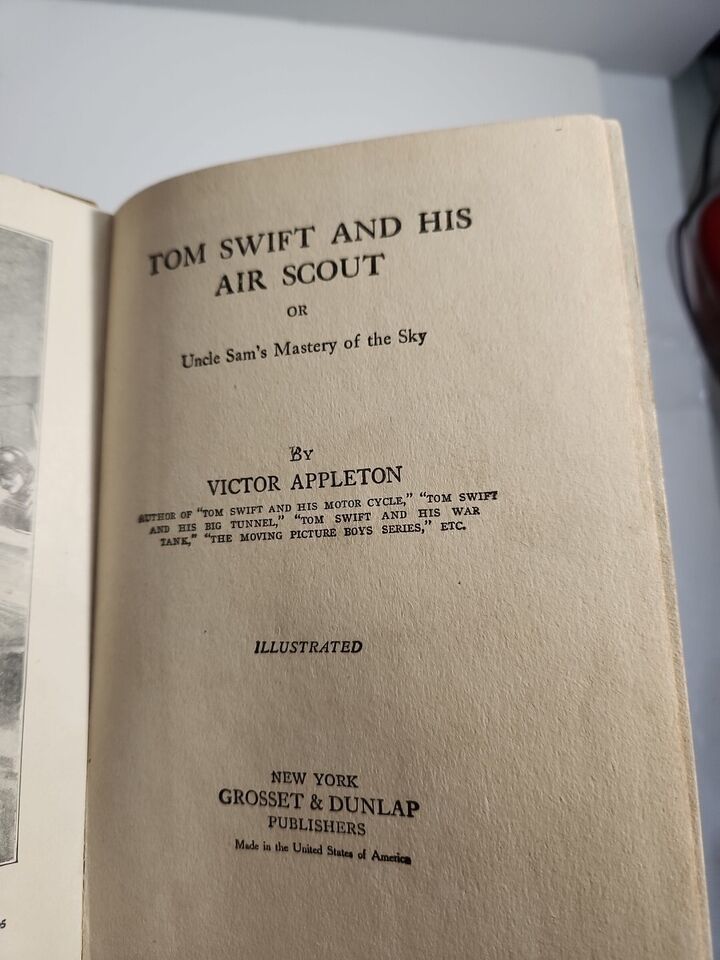 TOM SWIFT AND HIS
AIR SCOUT
OR
Uncle Sam's Mastery of the Sky
By
VICTOR APPLETON
AUTHOR OF "TOM SWIFT AND HIS MOTOR CYCLE," "TOM SWIFT
AND HIS BIG TUNNEL," "TOM SWIFT AND HIS WAR
TANK," "THE MOVING PICTURE BOYS SERIES," ETC.
ILLUSTRATED
NEW YORK
GROSSET & DUNLAP
PUBLISHERS
Made in the United States of America